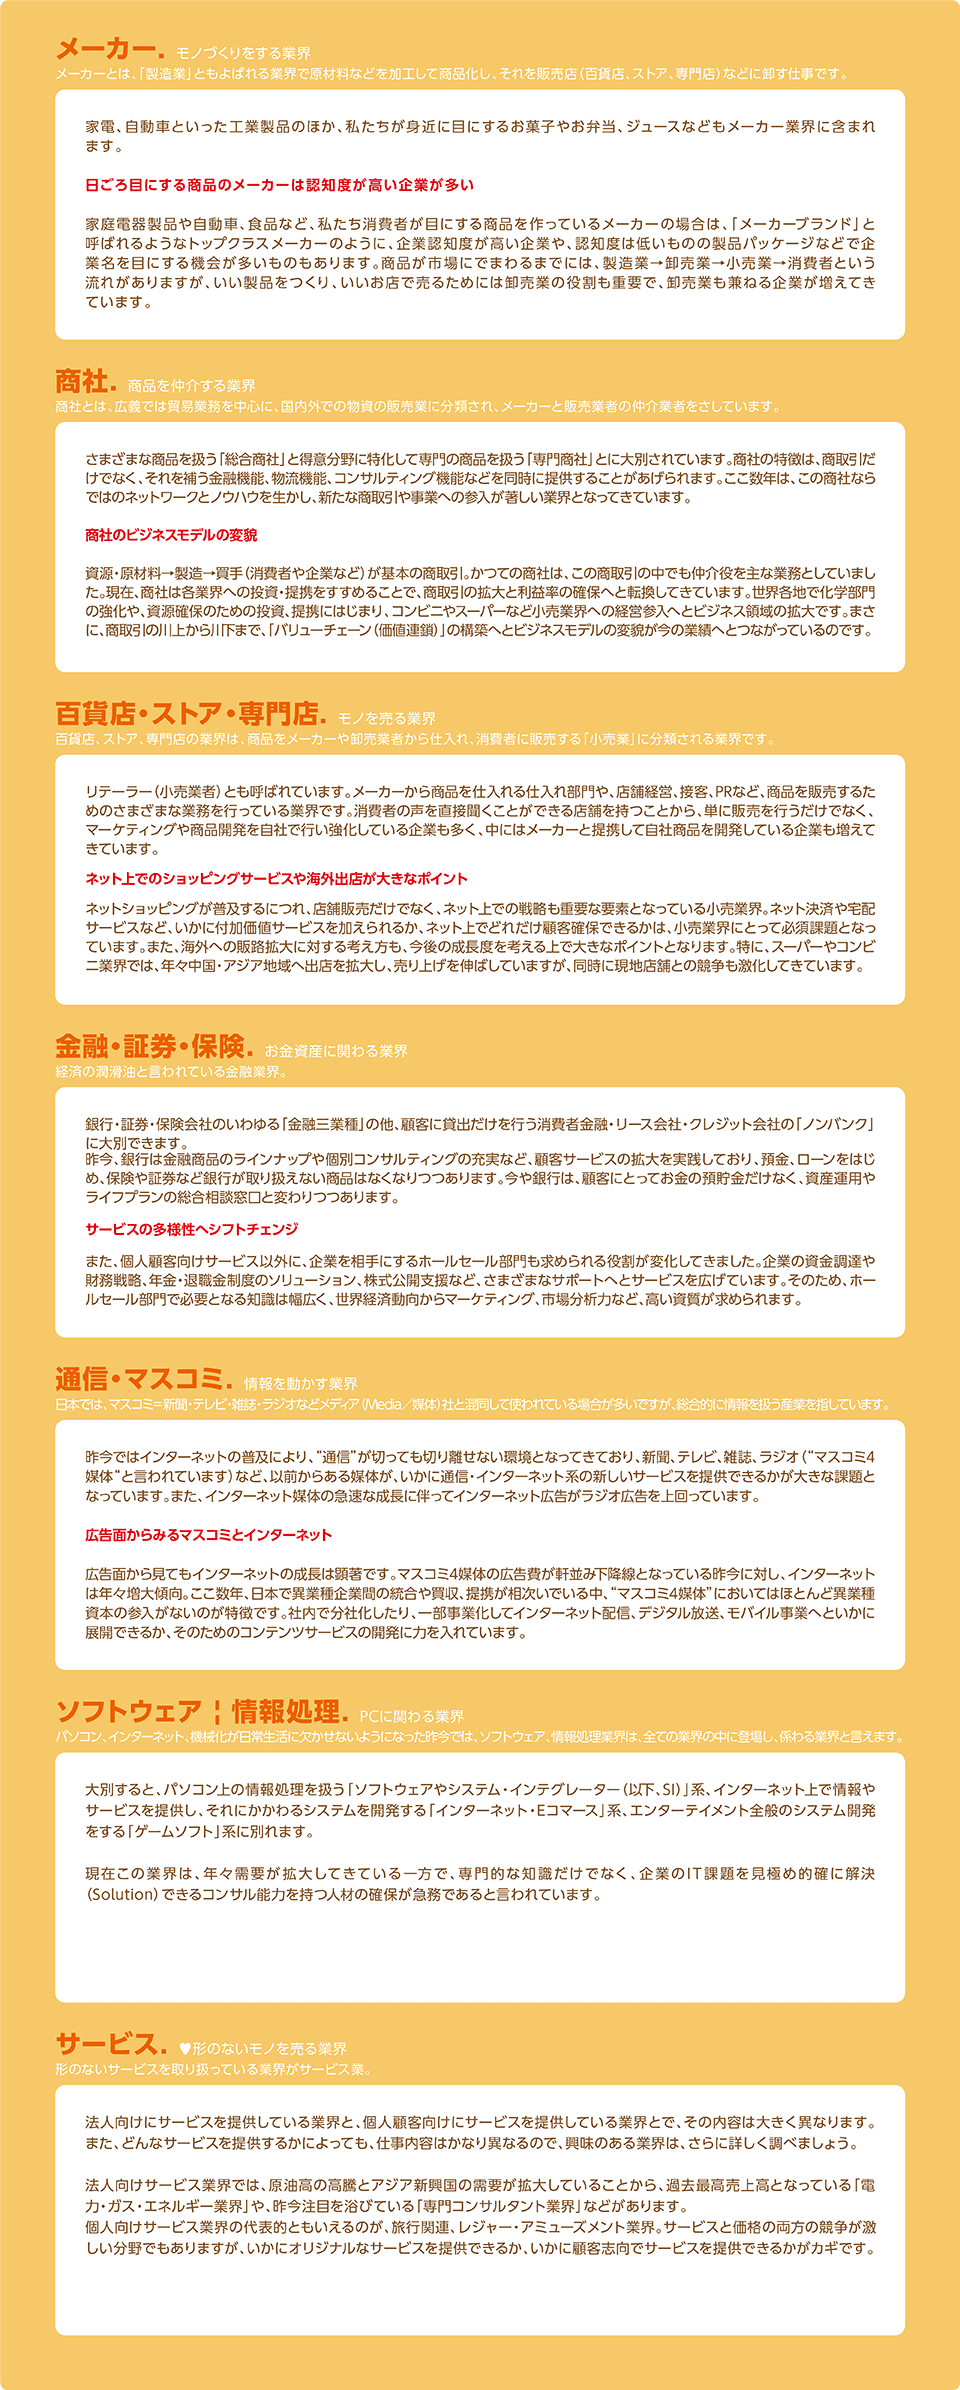 メーカー. モノづくりをする業界
メーカーとは、「製造業」ともよばれる業界で原材料などを加工して商品化し、それを販売店(百貨店、ストア、専門店)などに卸す仕事です。
家電、自動車といった工業製品のほか、私たちが身近に目にするお菓子やお弁当、ジュースなどもメーカー業界に含まれ
ます。
日ごろ目にする商品のメーカーは認知度が高い企業が多い
家庭電器製品や自動車、食品など、私たち消費者が目にする商品を作っているメーカーの場合は、「メーカーブランド」と
呼ばれるようなトップクラスメーカーのように、企業認知度が高い企業や、認知度は低いものの製品パッケージなどで企
業名を目にする機会が多いものもあります。商品が市場にでまわるまでには、製造業→卸売業→小売業→消費者という
流れがありますが、いい製品をつくり、いいお店で売るためには卸売業の役割も重要で、卸売業も兼ねる企業が増えてき
ています。
商社. 商品を仲介する業界
商社とは、広義では貿易業務を中心に、国内外での物資の販売業に分類され、メーカーと販売業者の仲介業者をさしています。
さまざまな商品を扱う「総合商社」と得意分野に特化して専門の商品を扱う「専門商社」とに大別されています。商社の特徴は、商取引だ
けでなく、それを補う金融機能、物流機能、コンサルティング機能などを同時に提供することがあげられます。ここ数年は、この商社なら
ではのネットワークとノウハウを生かし、新たな商取引や事業への参入が著しい業界となってきています。
商社のビジネスモデルの変貌
資源・原材料→製造→買手(消費者や企業など)が基本の商取引。かつての商社は、この商取引の中でも仲介役を主な業務としていまし
た。現在、商社は各業界への投資・提携をすすめることで、商取引の拡大と利益率の確保へと転換してきています。世界各地で化学部門
の強化や、資源確保のための投資、提携にはじまり、コンビニやスーパーなど小売業界への経営参入へとビジネス領域の拡大です。まさ
に、商取引の川上から川下まで、「バリューチェーン(価値連鎖)」の構築へとビジネスモデルの変貌が今の業績へとつながっているのです。
百貨店・ストア・専門店. モノを売る業界
百貨店、ストア、専門店の業界は、商品をメーカーや卸売業者から仕入れ、消費者に販売する「小売業」に分類される業界です。
リテーラー(小売業者)とも呼ばれています。メーカーから商品を仕入れる仕入れ部門や、店舗経営、接客、PRなど、商品を販売するた
めのさまざまな業務を行っている業界です。消費者の声を直接聞くことができる店舗を持つことから、単に販売を行うだけでなく、
マーケティングや商品開発を自社で行い強化している企業も多く、中にはメーカーと提携して自社商品を開発している企業も増えて
きています。
ネット上でのショッピングサービスや海外出店が大きなポイント
ネットショッピングが普及するにつれ、店舗販売だけでなく、ネット上での戦略も重要な要素となっている小売業界。ネット決済や宅配
サービスなど、いかに付加価値サービスを加えられるか、ネット上でどれだけ顧客確保できるかは、小売業界にとって必須課題となっ
ています。また、海外への販路拡大に対する考え方も、今後の成長度を考える上で大きなポイントとなります。特に、スーパーやコンビ
ニ業界では、年々中国・アジア地域へ出店を拡大し、売り上げを伸ばしていますが、同時に現地店舗との競争も激化してきています。
金融・証券・保険. お金資産に関わる業界
経済の潤滑油と言われている金融業界。
銀行・証券・保険会社のいわゆる「金融三業種」の他、顧客に貸出だけを行う消費者金融・リース会社・クレジット会社の「ノンバンク」
に大別できます。
昨今、銀行は金融商品のラインナップや個別コンサルティングの充実など、顧客サービスの拡大を実践しており、預金、ローンをはじ
め、保険や証券など銀行が取り扱えない商品はなくなりつつあります。今や銀行は、顧客にとってお金の預貯金だけなく、資産運用や
ライフプランの総合相談窓口と変わりつつあります。
サービスの多様性へシフトチェンジ
また、個人顧客向けサービス以外に、企業を相手にするホールセール部門も求められる役割が変化してきました。企業の資金調達や
財務戦略、年金・退職金制度のソリューション、株式公開支援など、さまざまなサポートへとサービスを広げています。そのため、ホー
ルセール部門で必要となる知識は幅広く、世界経済動向からマーケティング、市場分析力など、高い資質が求められます。
通信・マスコミ. 情報を動かす業界
日本では、マスコミ=新聞・テレビ・雑誌・ラジオなどメディア(Media/媒体)社と混同して使われている場合が多いですが、総合的に情報を扱う産業を指しています。
昨今ではインターネットの普及により、“通信”が切っても切り離せない環境となってきており、新聞、テレビ、雑誌、ラジオ(“マスコミ4
媒体“と言われています)など、以前からある媒体が、いかに通信・インターネット系の新しいサービスを提供できるかが大きな課題と
なっています。また、インターネット媒体の急速な成長に伴ってインターネット広告がラジオ広告を上回っています。
広告面からみるマスコミとインターネット
広告面から見てもインターネットの成長は顕著です。マスコミ4媒体の広告費が軒並み下降線となっている昨今に対し、インターネット
は年々増大傾向。ここ数年、日本で異業種企業間の統合や買収、提携が相次いでいる中、“マスコミ4媒体”においてはほとんど異業種
資本の参入がないのが特徴です。社内で分社化したり、一部事業化してインターネット配信、デジタル放送、モバイル事業へといかに
展開できるか、そのためのコンテンツサービスの開発に力を入れています。
ソフトウェア¦情報処理. PCに関わる業界
パソコン、インターネット、機械化が日常生活に欠かせないようになった昨今では、ソフトウェア、情報処理業界は、全ての業界の中に登場し、係わる業界と言えます。
大別すると、パソコン上の情報処理を扱う「ソフトウェアやシステム・インテグレーター(以下、SI)」系、インターネット上で情報や
サービスを提供し、それにかかわるシステムを開発する「インターネット・Eコマース」系、エンターテイメント全般のシステム開発
をする「ゲームソフト」系に別れます。
現在この業界は、年々需要が拡大してきている一方で、専門的な知識だけでなく、企業のIT課題を見極め的確に解決
(Solution)できるコンサル能力を持つ人材の確保が急務であると言われています。
サービス. ♥形のないモノを売る業界
形のないサービスを取り扱っている業界がサービス業。
法人向けにサービスを提供している業界と、個人顧客向けにサービスを提供している業界とで、その内容は大きく異なります。
また、どんなサービスを提供するかによっても、仕事内容はかなり異なるので、興味のある業界は、さらに詳しく調べましょう。
法人向けサービス業界では、原油高の高騰とアジア新興国の需要が拡大していることから、過去最高売上高となっている「電
力・ガス・エネルギー業界」や、昨今注目を浴びている「専門コンサルタント業界」などがあります。
個人向けサービス業界の代表的ともいえるのが、旅行関連、レジャー・アミューズメント業界。サービスと価格の両方の競争が激
しい分野でもありますが、いかにオリジナルなサービスを提供できるか、いかに顧客志向でサービスを提供できるかがカギです。